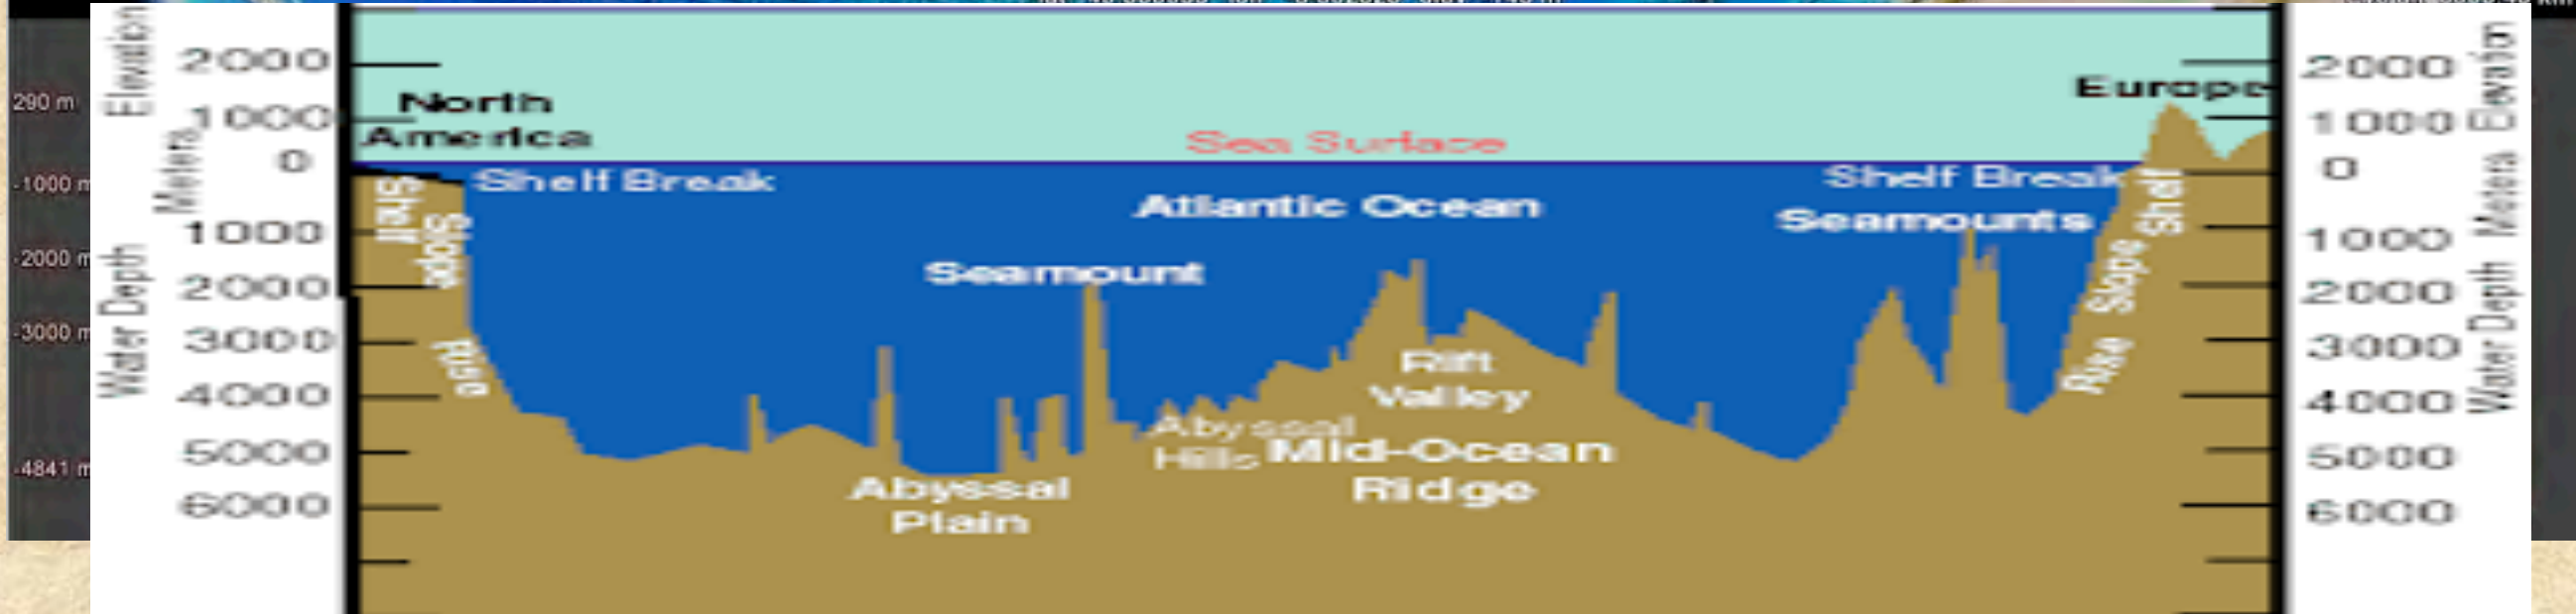 290 m
-1000 m
-2000 m
-3000 m
-4841 m
Elevation
Meters
Water Depth
2000
1000
0
1000
2000
3000
4000
5000
6000
North
America
Sea Surface
Europe
Shelf Break
Atlantic Ocean
Shelf Break
Seamounts
Seamount
Shelf
Slope
Rise
Rift
Valley
Abyssal
Hills
Mid-Ocean
Ridge
Abyssal
Plain
Shelf
Slope
Rise
2000
1000
0
1000
2000
3000
4000
5000
6000
Elevation
Meters
Water Depth